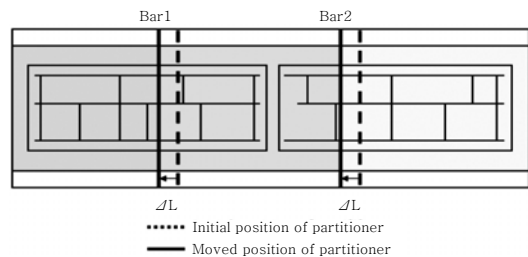 Bar1 Bar2
⊿L ⊿L
Initial position of partitioner
Moved position of partitioner